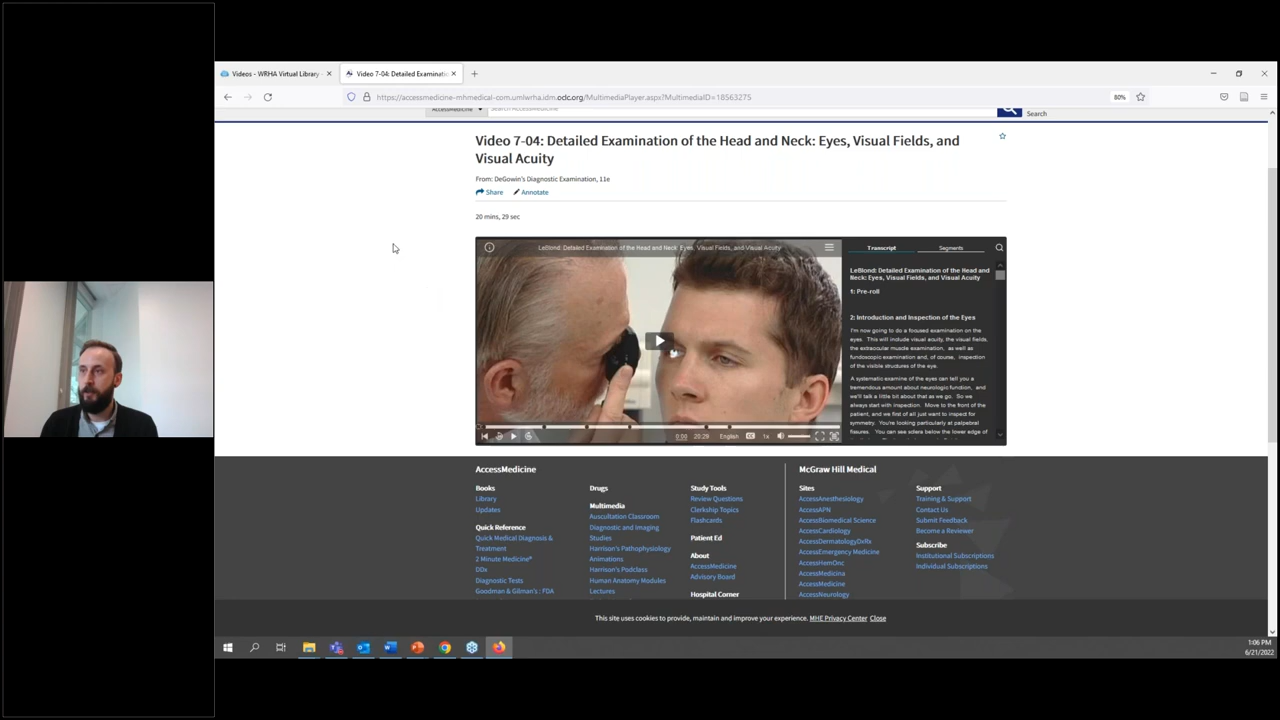 Videos - WRHA Virtual Library
Video 7-04: Detailed Examinatio
https://accessmedicine-mhmedical-com.umlwrha.idm.oclc.org/MultimediaPlayer.aspx?MultimediaID=18563275
80%
AccessMedicine
Search AccessMedicine
Search
Video 7-04: Detailed Examination of the Head and Neck: Eyes, Visual Fields, and
Visual Acuity
From: DeGowin's Diagnostic Examination, 11e
Share
Annotate
20 mins, 29 sec
LeBlond: Detailed Examination of the Head and Neck: Eyes, Visual Fields, and Visual Acuity
Transcript
Segments
LeBlond: Detailed Examination of the Head and
Neck: Eyes, Visual Fields, and Visual Acuity
1: Pre-roll
2: Introduction and Inspection of the Eyes
I'm now going to do a focused examination on the
eyes. This will include visual acuity, the visual fields,
the extraocular muscle examination, as well as
fundoscopic examination and, of course, inspection
of the visible structures of the eye.
A systematic examine of the eyes can tell you a
tremendous amount about neurologic function, and
we'll talk a little bit about that as we go. So we
always start with inspection. Move to the front of the
patient, and we first of all just want to inspect for
symmetry. You're looking particularly at palpebral
fissures. You can see sclera below the lower edge of
0:00
20:29
English
CC
1x
AccessMedicine
Books
Library
Updates
Quick Reference
Quick Medical Diagnosis &
Treatment
2 Minute Medicine®
DDx
Diagnostic Tests
Goodman & Gilman's : FDA
Drugs
Multimedia
Auscultation Classroom
Diagnostic and Imaging
Studies
Harrison's Pathophysiology
Animations
Harrison's Podclass
Human Anatomy Modules
Lectures
Study Tools
Review Questions
Clerkship Topics
Flashcards
Patient Ed
About
AccessMedicine
Advisory Board
Hospital Corner
McGraw Hill Medical
Sites
AccessAnesthesiology
AccessAPN
AccessBiomedical Science
AccessCardiology
AccessDermatologyDxRx
AccessEmergency Medicine
AccessHemOnc
AccessMedicina
AccessMedicine
AccessNeurology
Support
Training & Support
Contact Us
Submit Feedback
Become a Reviewer
Subscribe
Institutional Subscriptions
Individual Subscriptions
This site uses cookies to provide, maintain and improve your experience. MHE Privacy Center Close
1:06 PM
6/21/2022